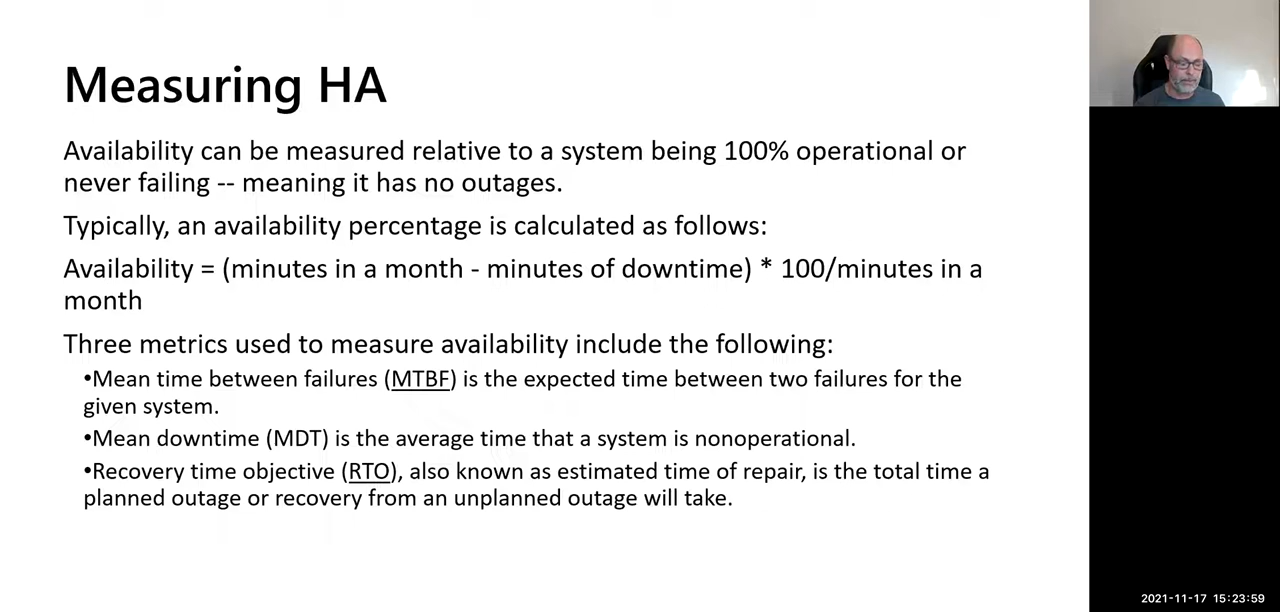 Measuring HA
Availability can be measured relative to a system being 100% operational or
never failing -- meaning it has no outages.
Typically, an availability percentage is calculated as follows:
Availability = (minutes in a month - minutes of downtime) * 100/minutes in a
month
Three metrics used to measure availability include the following:
•Mean time between failures (MTBF) is the expected time between two failures for the
given system.
•Mean downtime (MDT) is the average time that a system is nonoperational.
•Recovery time objective (RTO), also known as estimated time of repair, is the total time a
planned outage or recovery from an unplanned outage will take.
2021-11-17 15:23:59